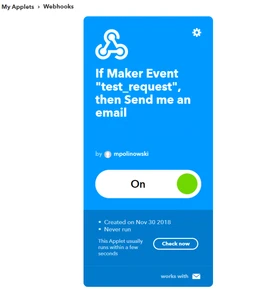 My Applets › Webhooks
If Maker Event
"test_request",
then Send me an
email
by mpolinowski
On
• Created on Nov 30 2018
• Never run
This Applet usually
runs within a few
seconds
Check now
works with